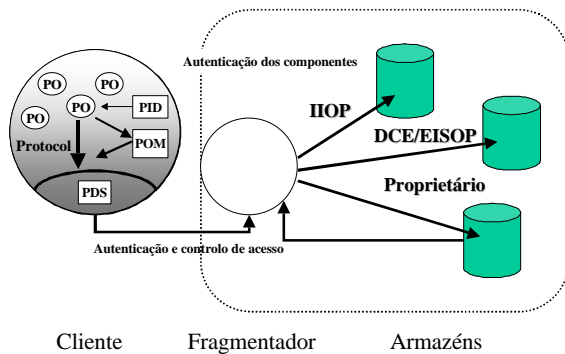 Autenticação dos componentes
PO
PO
PO
PO
PID
POM
Protocol
PDS
IIOP
DCE/EISOP
Proprietário
Autenticação e controlo de acesso
Cliente
Fragmentador
Armazéns